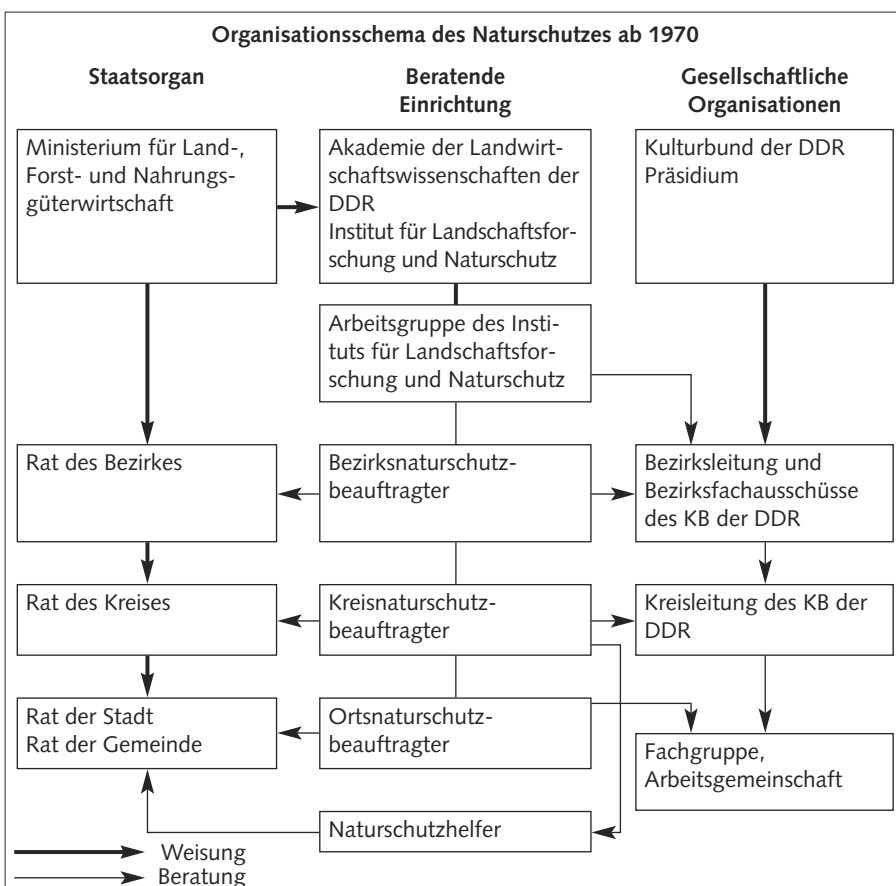 Organisationsschema des Naturschutzes ab 1970
Staatsorgan
Beratende
Einrichtung
Gesellschaftliche
Organisationen
Ministerium für Land-,
Forst- und Nahrungs-
güterwirtschaft
Akademie der Landwirt-
schaftswissenschaften der
DDR
Institut für Landschaftsfor-
schung und Naturschutz
Kulturbund der DDR
Präsidium
Arbeitsgruppe des Insti-
tuts für Landschaftsfor-
schung und Naturschutz
Rat des Bezirkes
Bezirksnaturschutz-
beauftragter
Bezirksleitung und
Bezirksfachausschüsse
des KB der DDR
Rat des Kreises
Kreisnaturschutz-
beauftragter
Kreisleitung des KB der
DDR
Rat der Stadt
Rat der Gemeinde
Ortsnaturschutz-
beauftragter
Fachgruppe,
Arbeitsgemeinschaft
Naturschutzhelfer
Weisung
Beratung